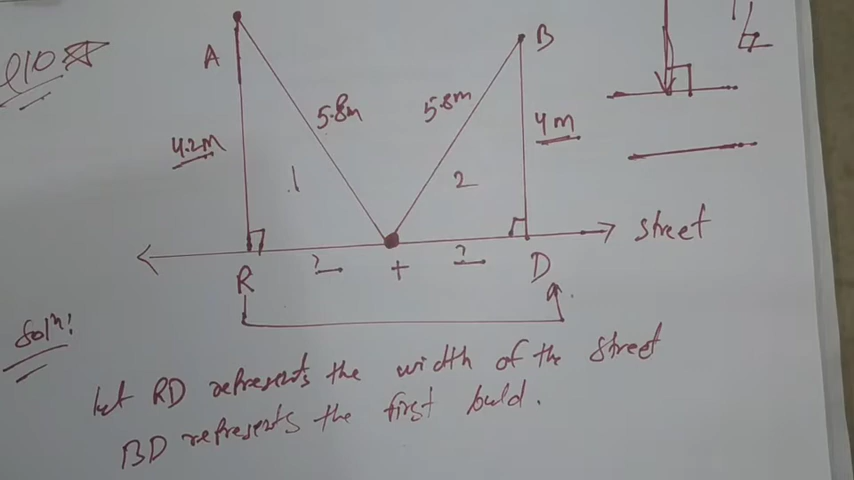 Q10
A
B
5.8m
5.8m
4.2M
4M
1
2
street
R
?
+
?
D
Soln:
let RD represents the width of the street
BD represents the first buld.